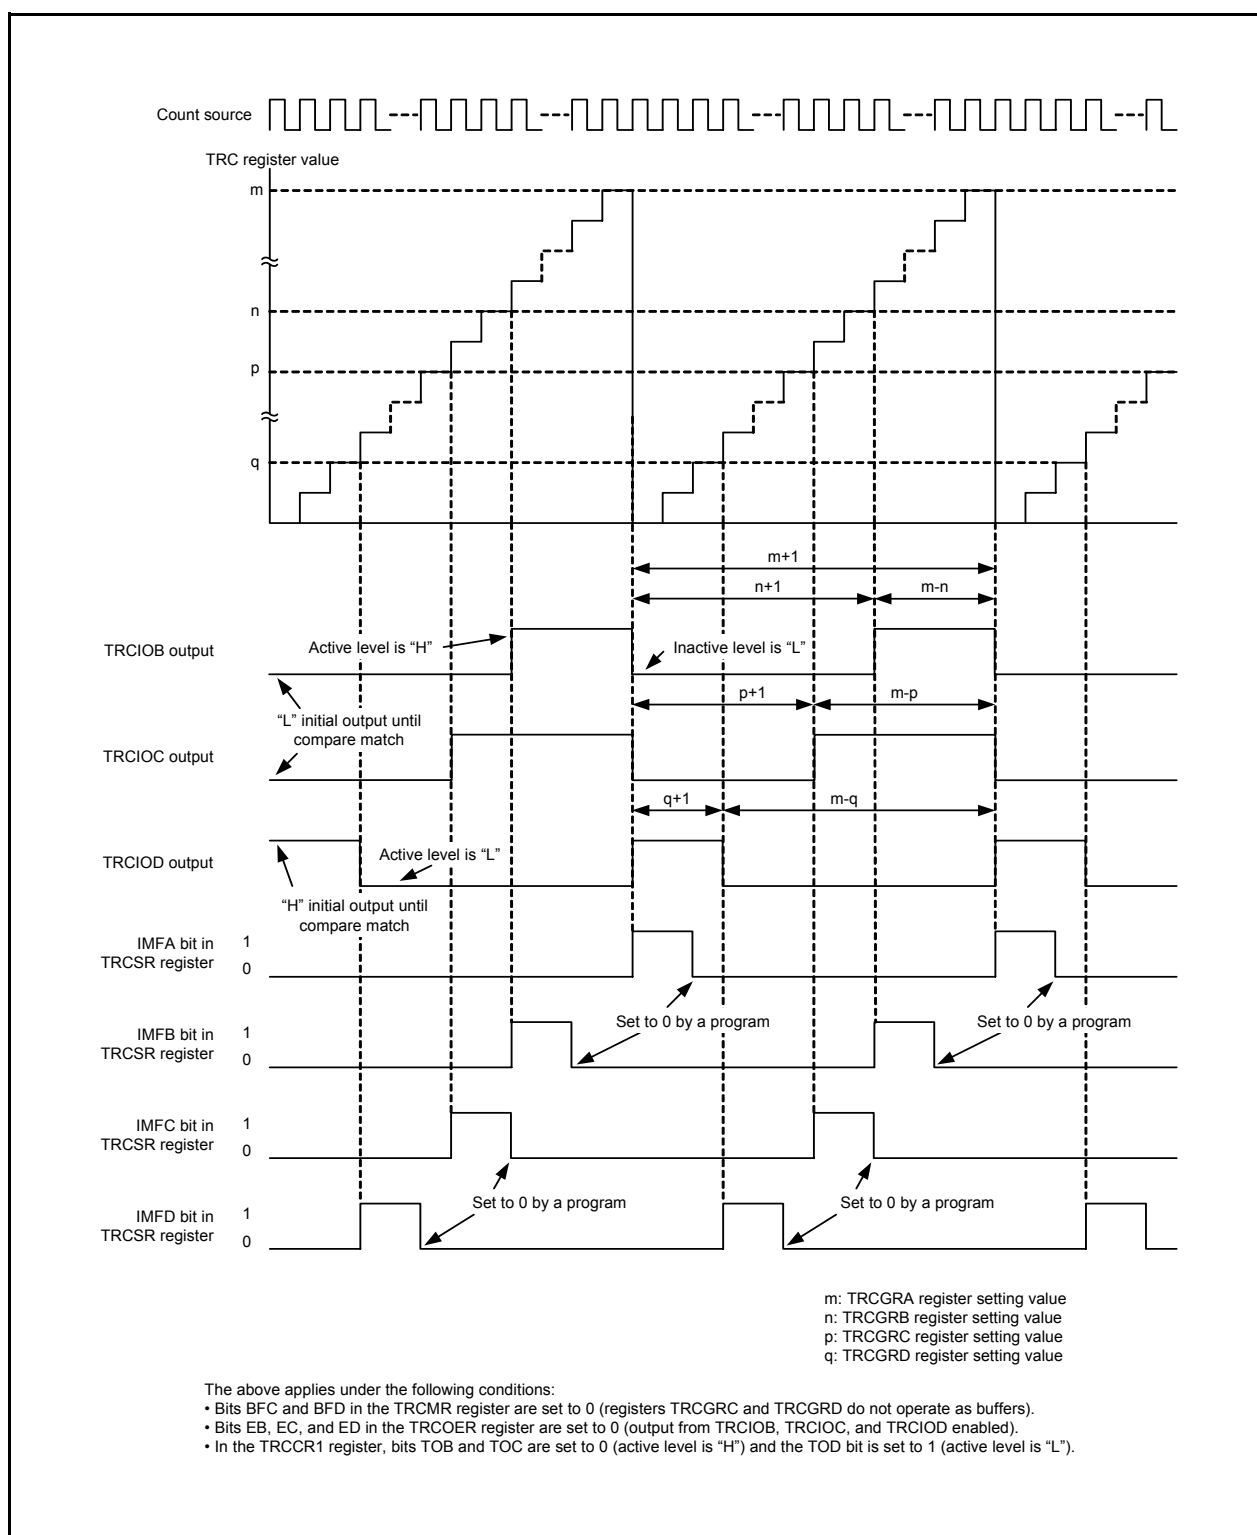 Count source
TRC register value
m
n
p
q
m+1
n+1
m-n
TRCIOB output
Active level is “H”
Inactive level is “L”
p+1
m-p
“L” initial output until
compare match
TRCIOC output
q+1
m-q
TRCIOD output
Active level is “L”
“H” initial output until
compare match
IMFA bit in
TRCSR register
1
0
Set to 0 by a program
Set to 0 by a program
IMFB bit in
TRCSR register
1
0
IMFC bit in
TRCSR register
1
0
Set to 0 by a program
Set to 0 by a program
IMFD bit in
TRCSR register
1
0
m: TRCGRA register setting value
n: TRCGRB register setting value
p: TRCGRC register setting value
q: TRCGRD register setting value
The above applies under the following conditions:
• Bits BFC and BFD in the TRCMR register are set to 0 (registers TRCGRC and TRCGRD do not operate as buffers).
• Bits EB, EC, and ED in the TRCOER register are set to 0 (output from TRCIOB, TRCIOC, and TRCIOD enabled).
• In the TRCCR1 register, bits TOB and TOC are set to 0 (active level is “H”) and the TOD bit is set to 1 (active level is “L”).